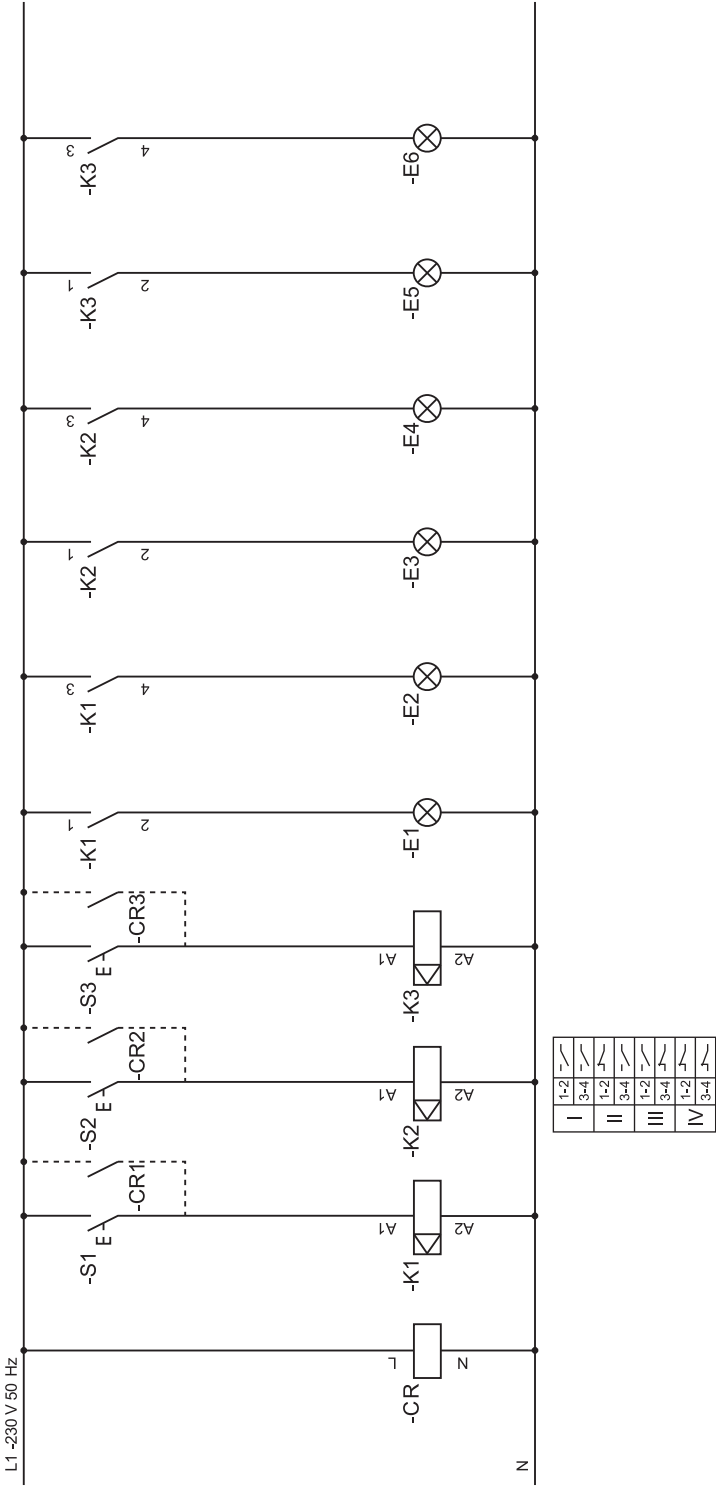 L1 -230 V 50 Hz
1 3 1 3 1 3
-S1 -S2 -S3 -K1 -K1 -K2 -K2 -K3 -K3
-CR1 -CR2 -CR3
2 4 2 4 2 4
L A1 A1 A1
-CR -K1 -K2 -K3 -E1 -E2 -E3 -E4 -E5 -E6
N A2 A2 A2
N
I 1-2
3-4
II 1-2
3-4
III 1-2
3-4
IV 1-2
3-4